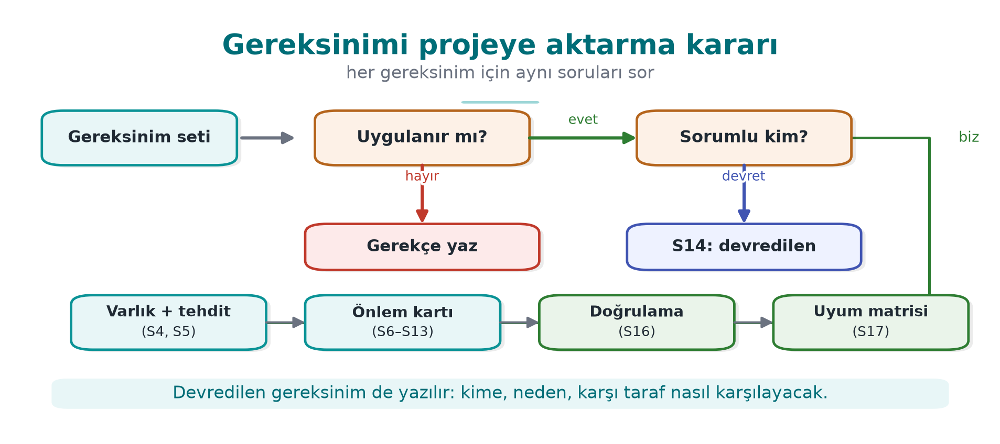 Gereksinimi projeye aktarma kararı
her gereksinim için aynı soruları sor
Gereksinim seti
Uygulanır mı?
evet
Sorumlu kim?
biz
hayır
devret
Gerekçe yaz
S14: devredilen
Varlık + tehdit
(S4, S5)
Önlem kartı
(S6–S13)
Doğrulama
(S16)
Uyum matrisi
(S17)
Devredilen gereksinim de yazılır: kime, neden, karşı taraf nasıl karşılayacak.